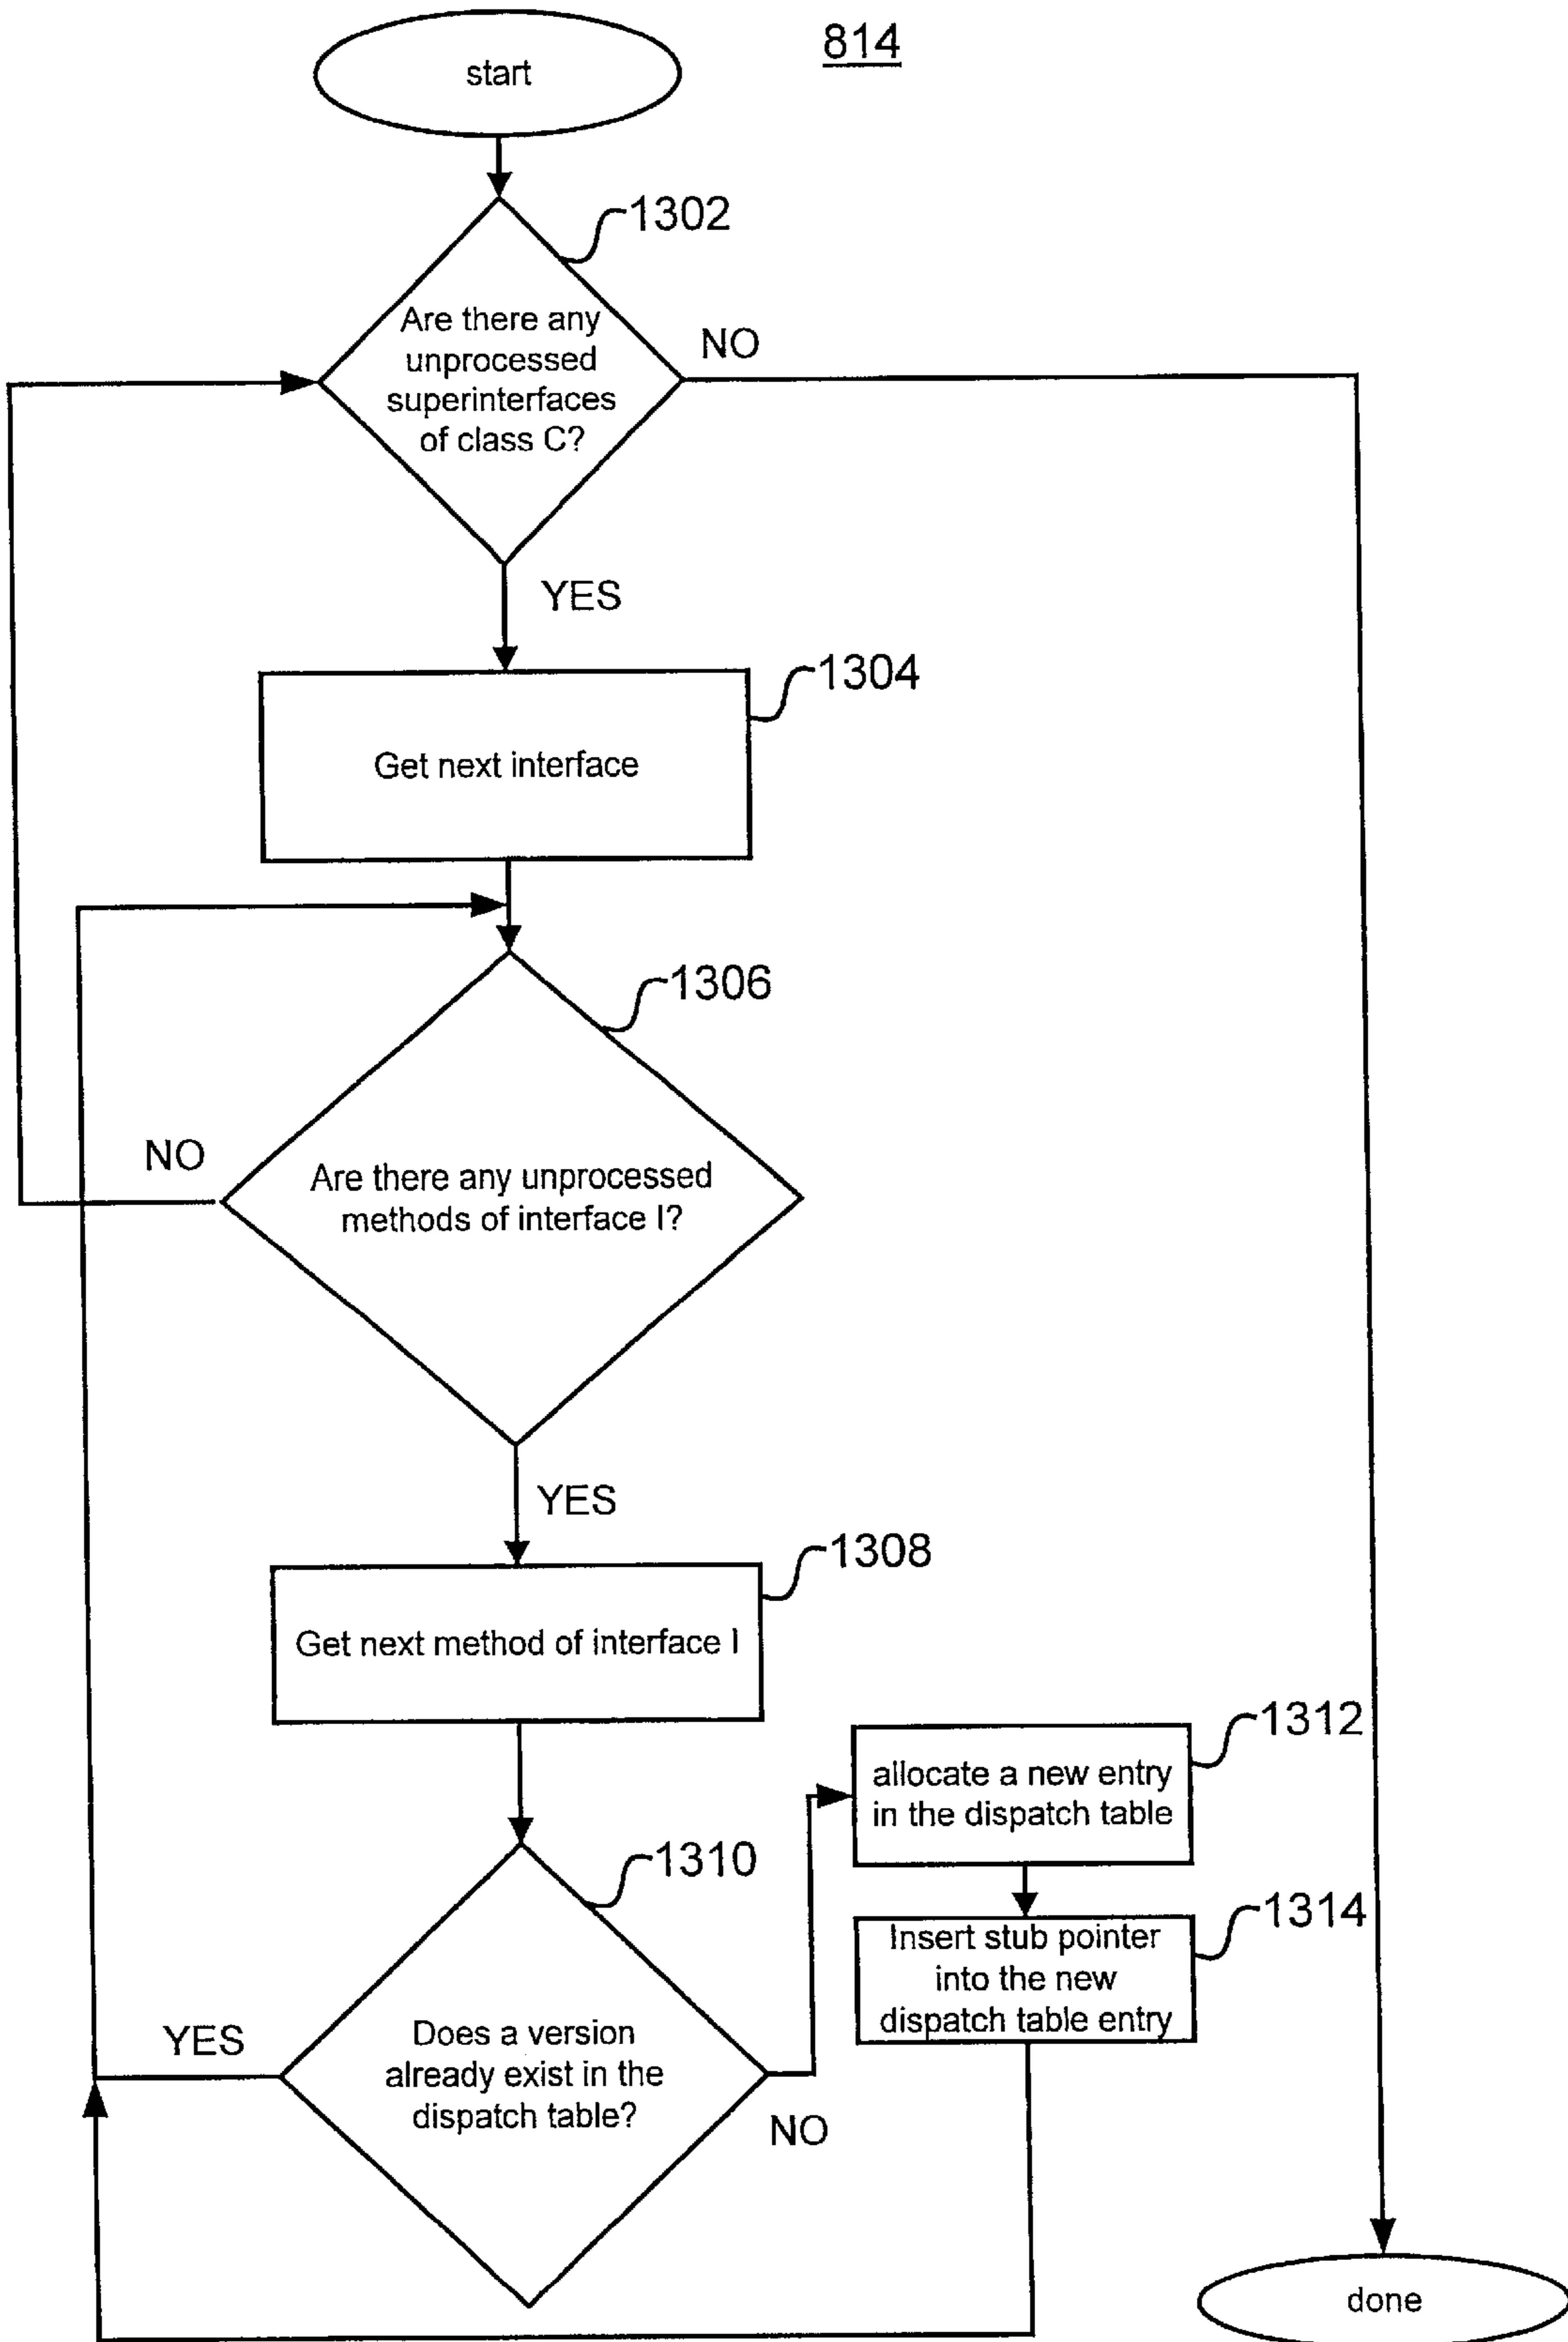 814
start
1302
Are there any
unprocessed
superinterfaces
of class C?
NO
YES
1304
Get next interface
1306
NO
Are there any unprocessed
methods of interface I?
YES
1308
Get next method of interface I
1312
allocate a new entry
in the dispatch table
1310
1314
Insert stub pointer
into the new
dispatch table entry
YES
Does a version
already exist in the
dispatch table?
NO
done